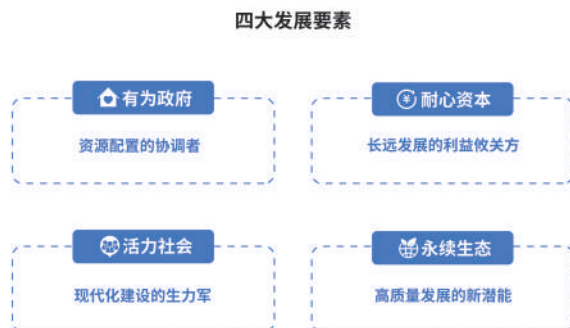 四大发展要素
有为政府
资源配置的协调者
耐心资本
长远发展的利益攸关方
活力社会
现代化建设的生力军
永续生态
高质量发展的新潜能